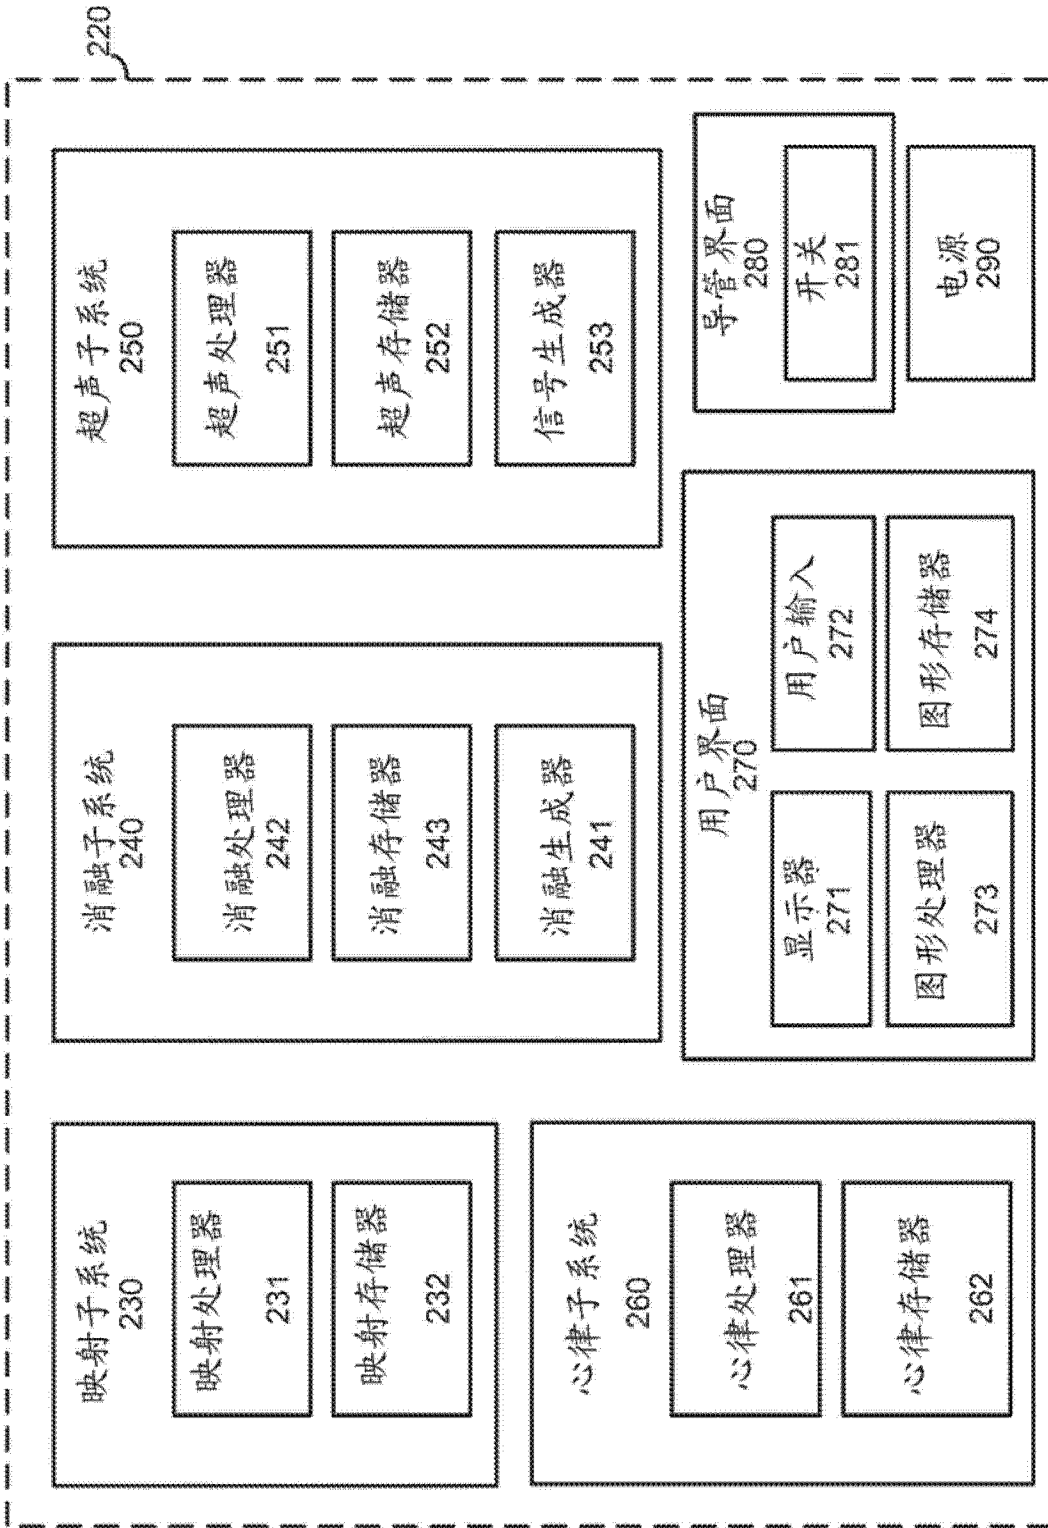 220
映射子系统
230
映射处理器
231
映射存储器
232
消融子系统
240
消融处理器
242
消融存储器
243
消融生成器
241
超声子系统
250
超声处理器
251
超声存储器
252
信号生成器
253
心律子系统
260
心律处理器
261
心律存储器
262
用户界面
270
显示器
271
用户输入
272
图形处理器
273
图形存储器
274
导管界面
280
开关
281
电源
290